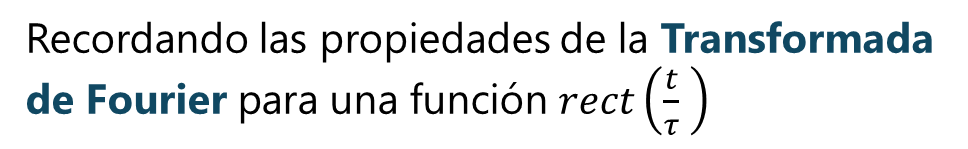 Recordando las propiedades de la Transformada
de Fourier para una función rect(t/τ)